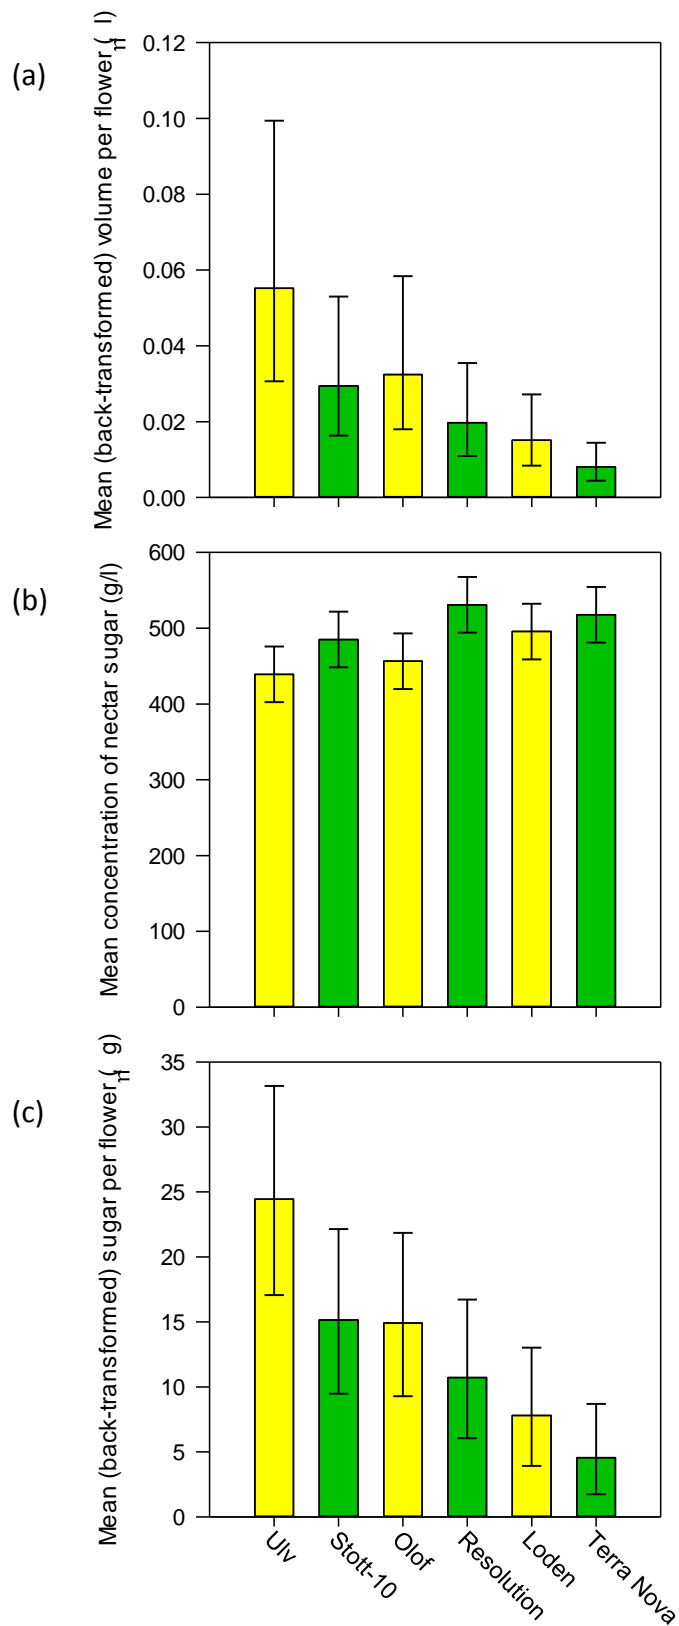 (a)
Mean (back-transformed) volume per flower (µl)
0.12
0.10
0.08
0.06
0.04
0.02
0.00
(b)
Mean concentration of nectar sugar (g/l)
600
500
400
300
200
100
0
(c)
Mean (back-transformed) sugar per flower (µg)
35
30
25
20
15
10
5
0
Ulv
Stott-10
Olof
Resolution
Loden
Terra Nova